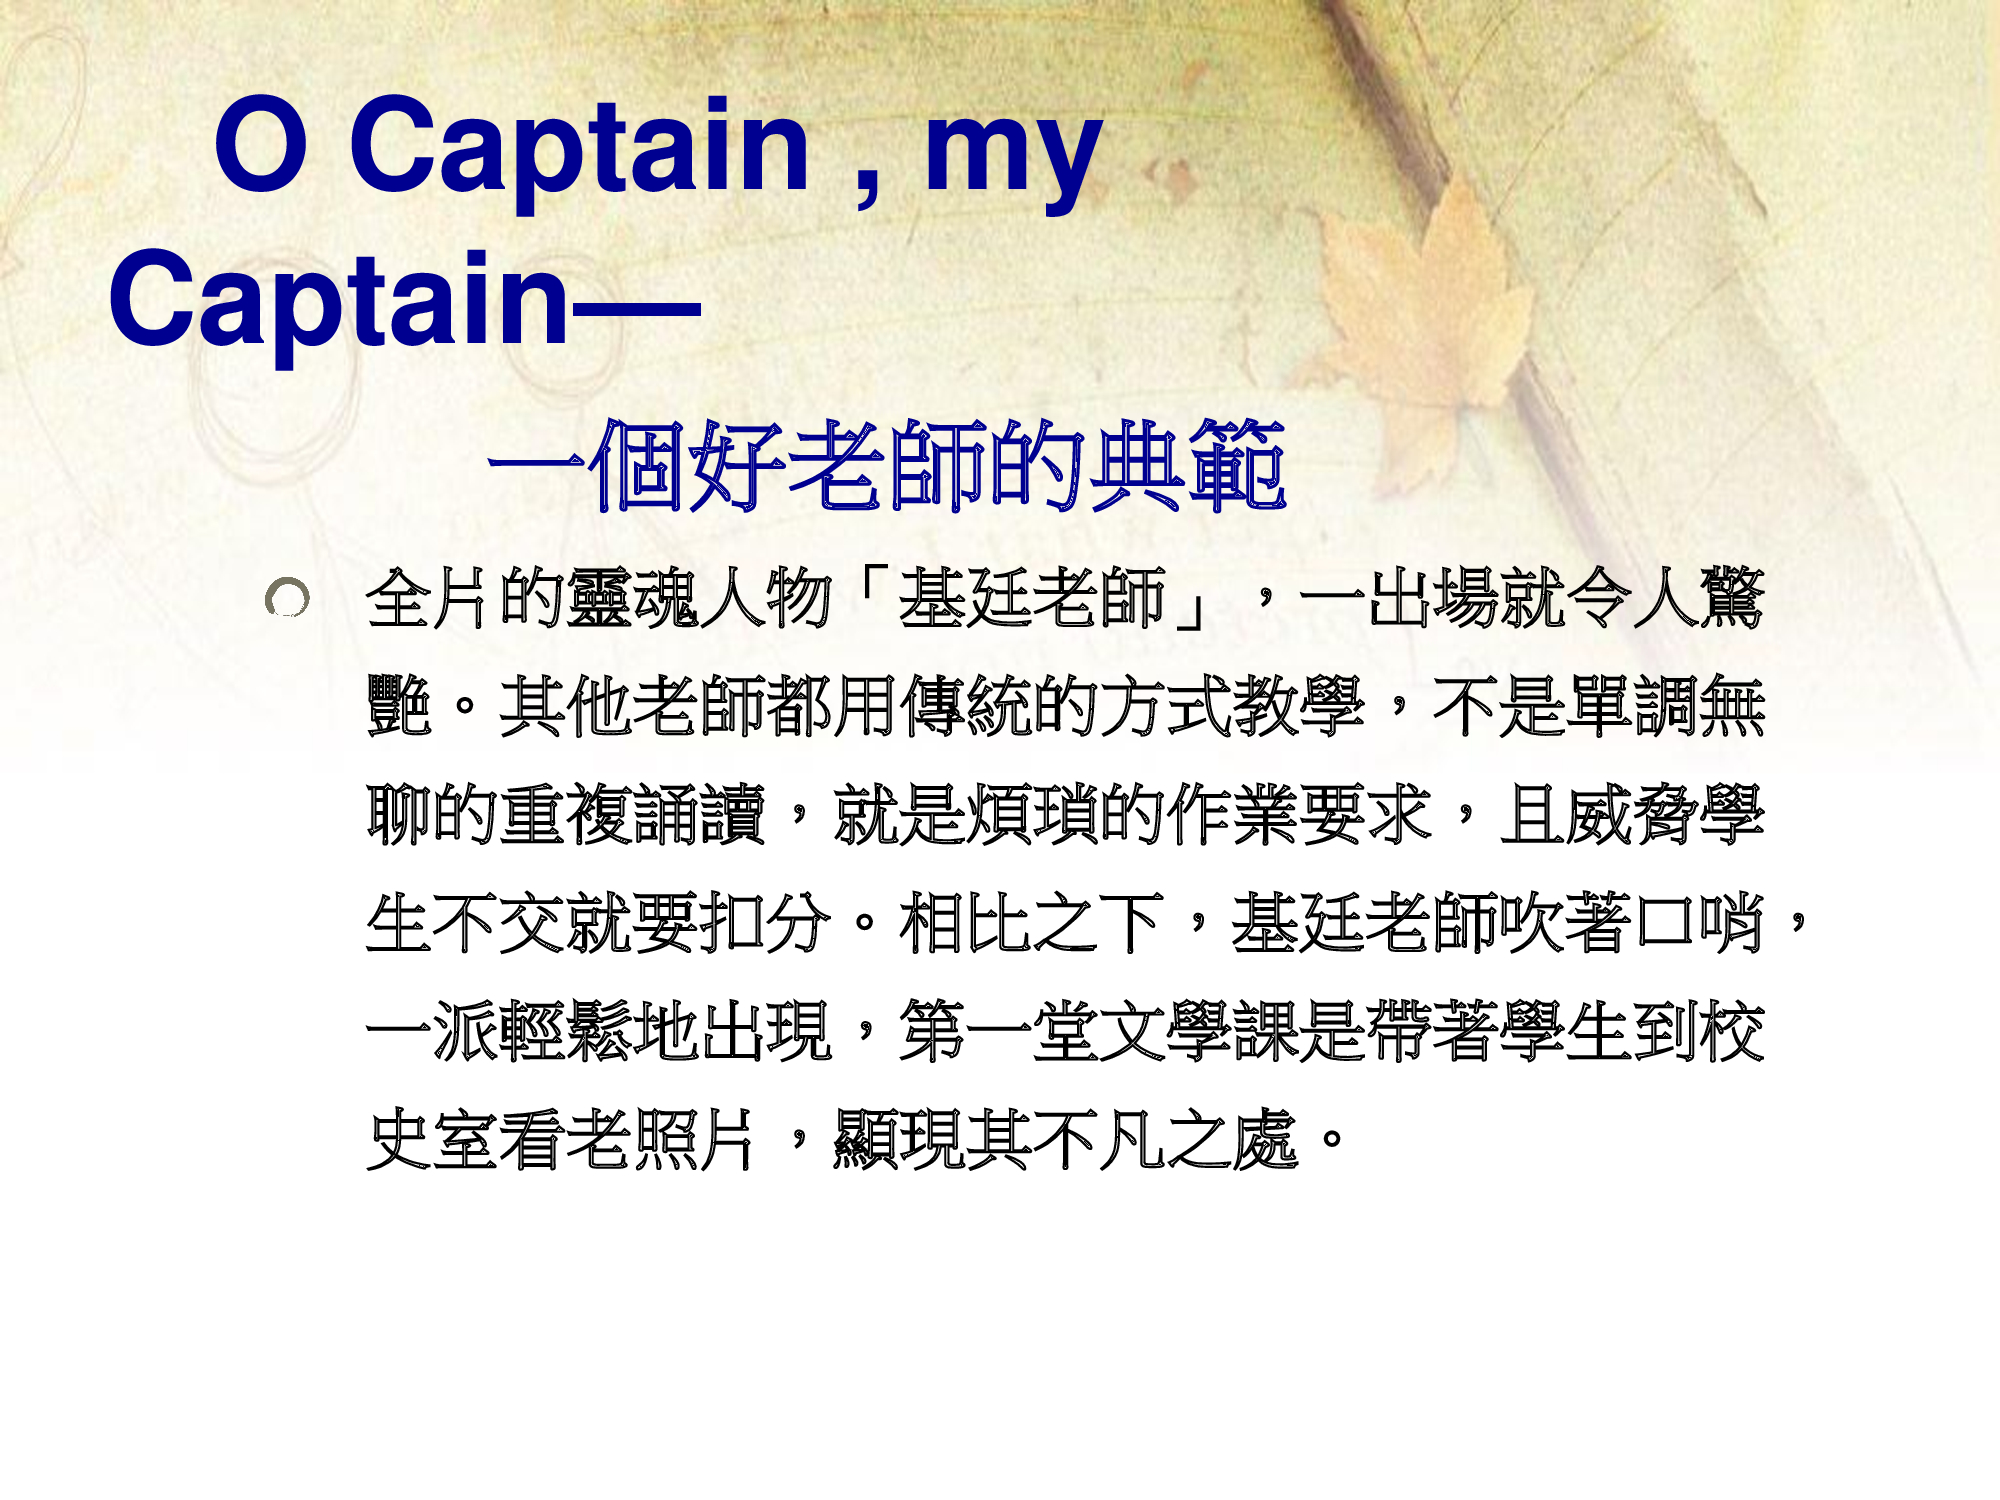 O Captain , my
Captain—
一個好老師的典範
全片的靈魂人物「基廷老師」，一出場就令人驚
艷。其他老師都用傳統的方式教學，不是單調無
聊的重複誦讀，就是煩瑣的作業要求，且威脅學
生不交就要扣分。相比之下，基廷老師吹著口哨，
一派輕鬆地出現，第一堂文學課是帶著學生到校
史室看老照片，顯現其不凡之處。